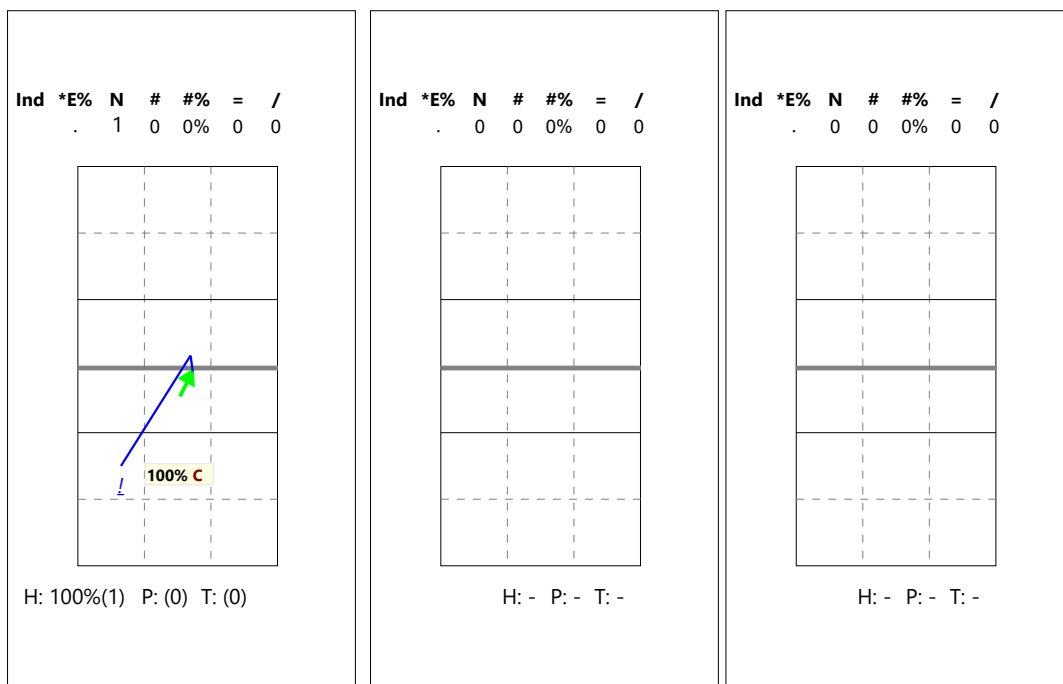 Ind *E% N # #% = /
. 1 0 0% 0 0
! 100% C
H: 100%(1) P: (0) T: (0)
Ind *E% N # #% = /
. 0 0 0% 0 0
H: - P: - T: -
Ind *E% N # #% = /
. 0 0 0% 0 0
H: - P: - T: -